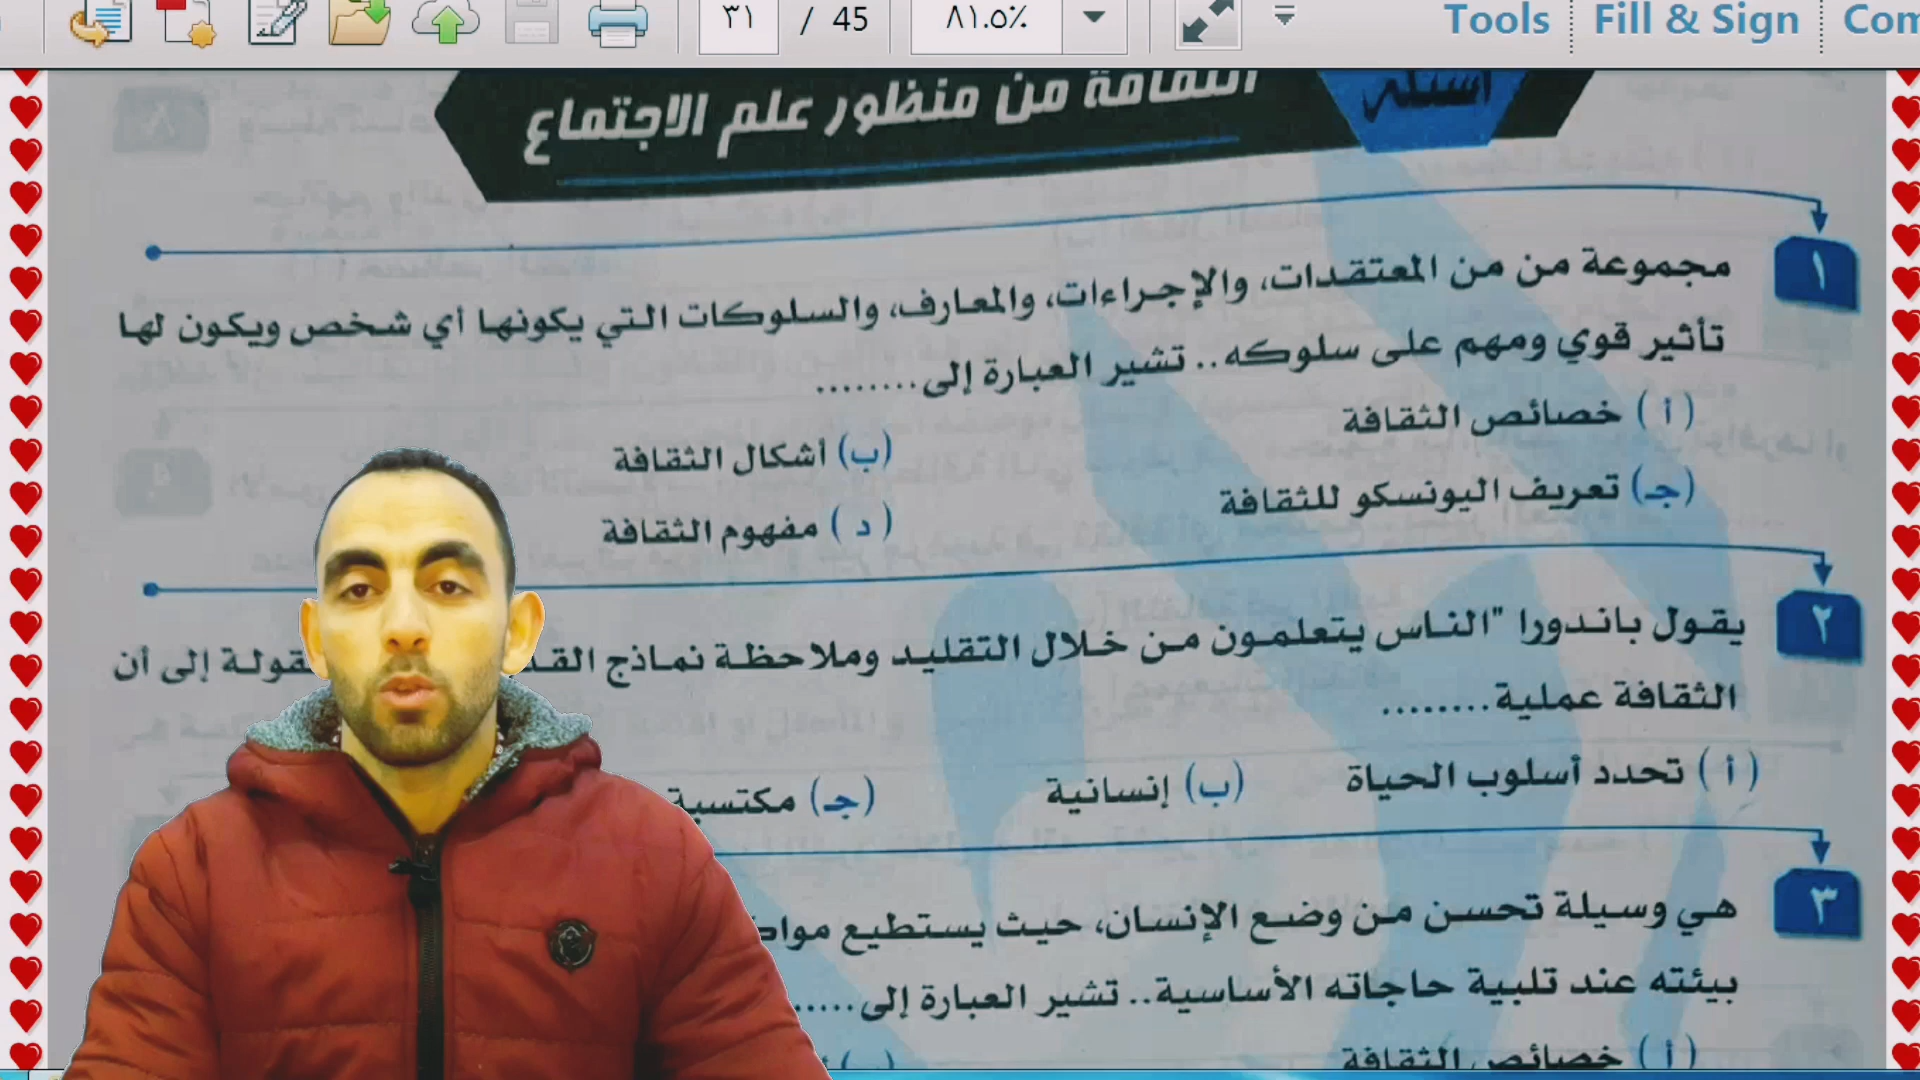 ٣١ / 45
٨١.٥٪
Tools
Fill & Sign
أسئلة
الثقافة من منظور علم الاجتماع
١
مجموعة من من المعتقدات، والإجراءات، والمعارف، والسلوكات التي يكونها أي شخص ويكون لها
تأثير قوي ومهم على سلوكه.. تشير العبارة إلى........
(أ) خصائص الثقافة
(ب) أشكال الثقافة
(جـ) تعريف اليونسكو للثقافة
(د) مفهوم الثقافة
٢
يقول باندورا "الناس يتعلمون من خلال التقليد وملاحظة نماذج إلى أن
الثقافة عملية........
(أ) تحدد أسلوب الحياة
(ب) إنسانية
(جـ) مكتسبة
٣
هي وسيلة تحسن من وضع الإنسان، حيث يستطيع
بيئته عند تلبية حاجاته الأساسية.. تشير العبارة إلى......
(أ) خصائص الثقافة